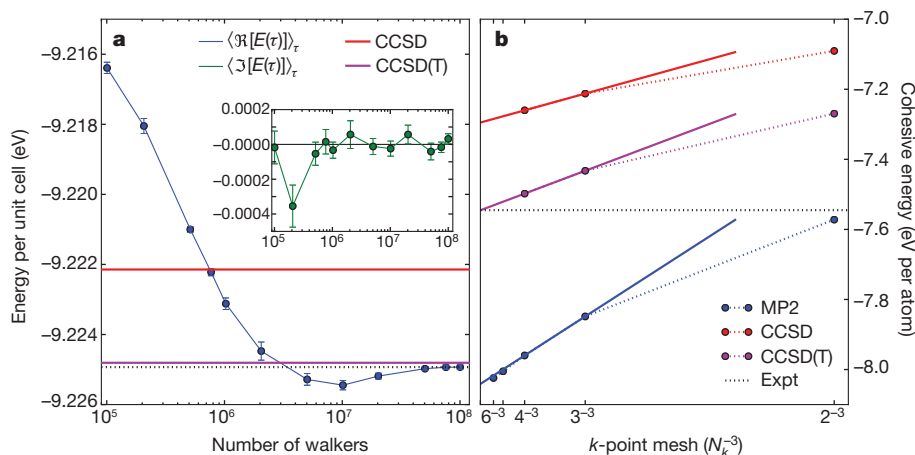 a
⟨ℜ[E(τ)]⟩τ
⟨ℑ[E(τ)]⟩τ
CCSD
CCSD(T)
Energy per unit cell (eV)
−9.216
−9.218
−9.220
−9.222
−9.224
−9.226
0.0002
−0.0000
−0.0002
−0.0004
10⁵ 10⁶ 10⁷ 10⁸
10⁵ 10⁶ 10⁷ 10⁸
Number of walkers
b
−7.0
−7.2
−7.4
−7.6
−7.8
−8.0
Cohesive energy (eV per atom)
MP2
CCSD
CCSD(T)
Expt
6⁻³ 4⁻³ 3⁻³ 2⁻³
k-point mesh (Nₖ⁻³)